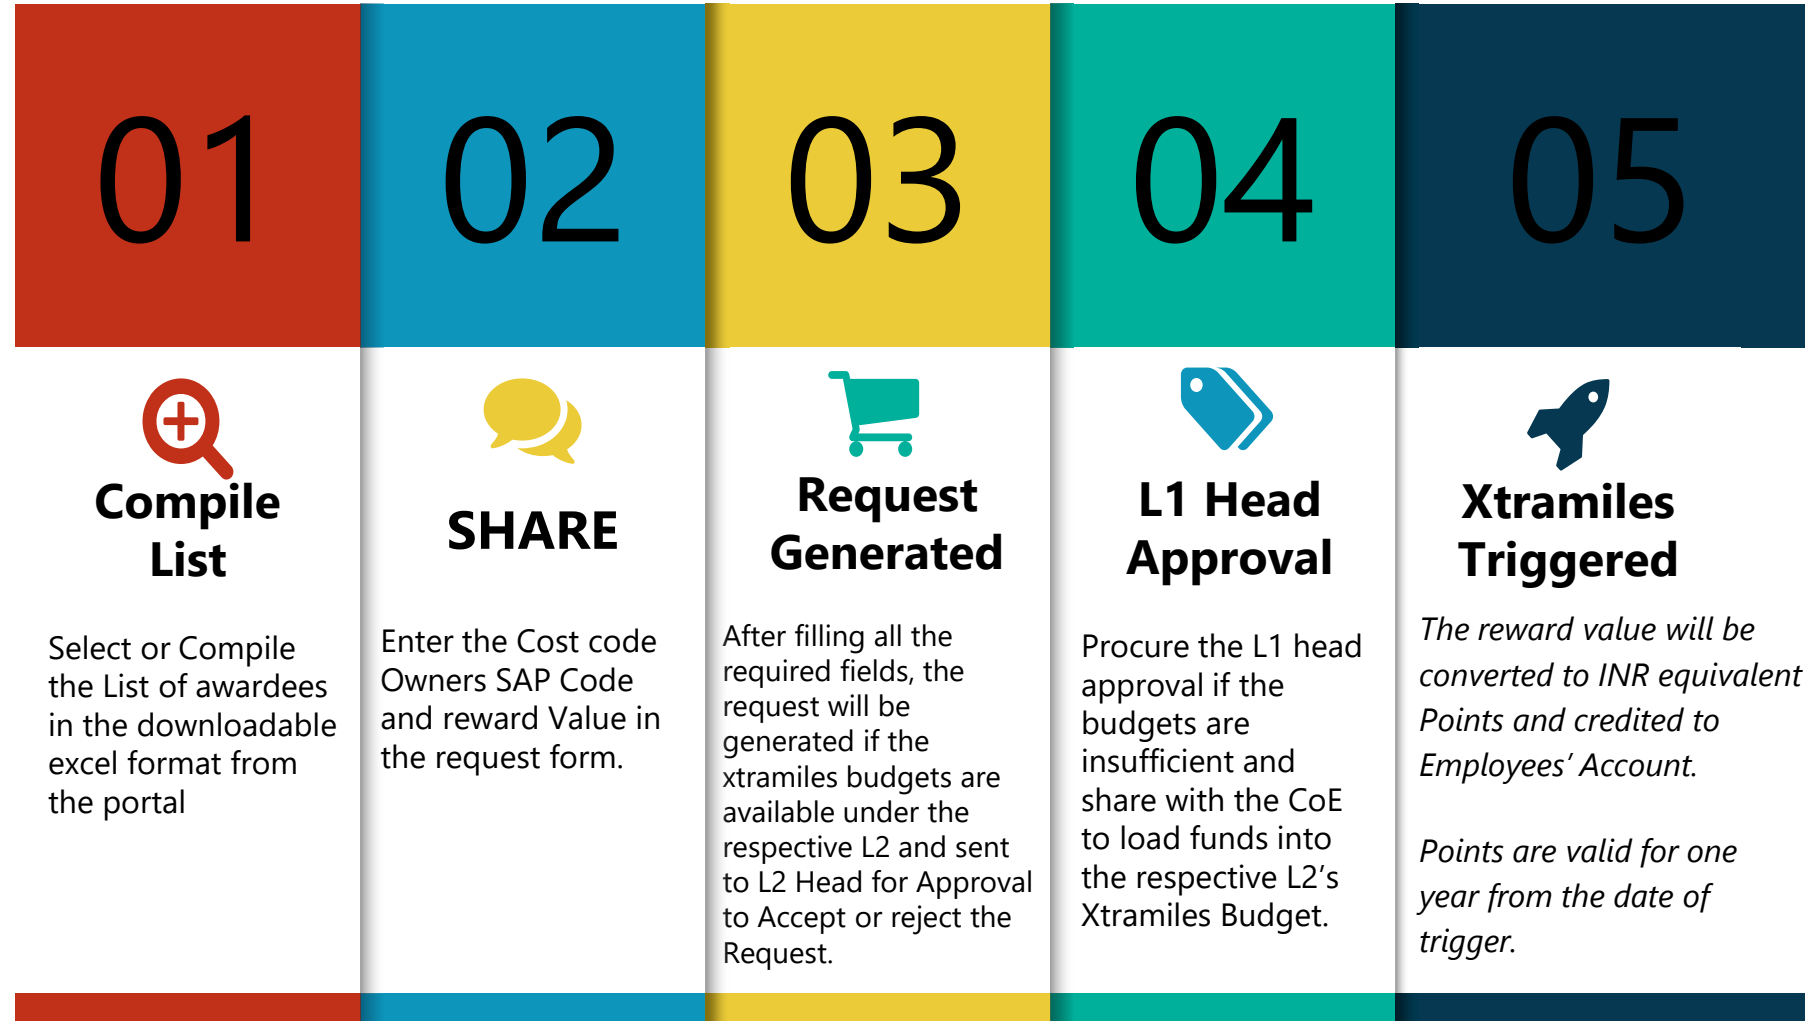 01
Compile
List
Select or Compile
the List of awardees
in the downloadable
excel format from
the portal
02
SHARE
Enter the Cost code
Owners SAP Code
and reward Value in
the request form.
03
Request
Generated
After filling all the
required fields, the
request will be
generated if the
xtramiles budgets are
available under the
respective L2 and sent
to L2 Head for Approval
to Accept or reject the
Request.
04
L1 Head
Approval
Procure the L1 head
approval if the
budgets are
insufficient and
share with the CoE
to load funds into
the respective L2’s
Xtramiles Budget.
05
Xtramiles
Triggered
The reward value will be
converted to INR equivalent
Points and credited to
Employees’ Account.
Points are valid for one
year from the date of
trigger.